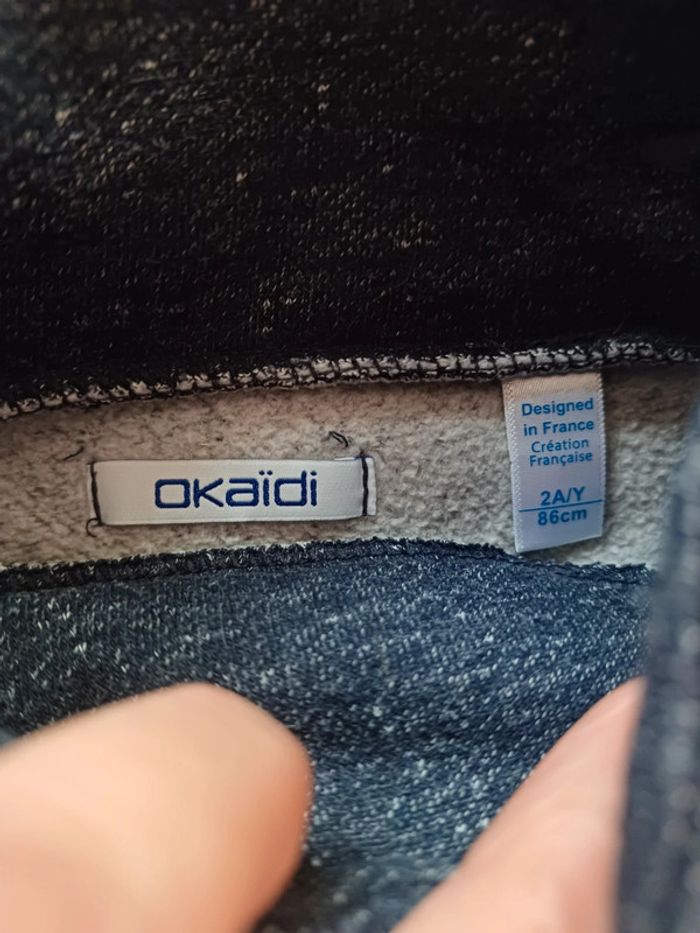 okaïdi
Designed
in France
Création
Française
2A/Y
86cm